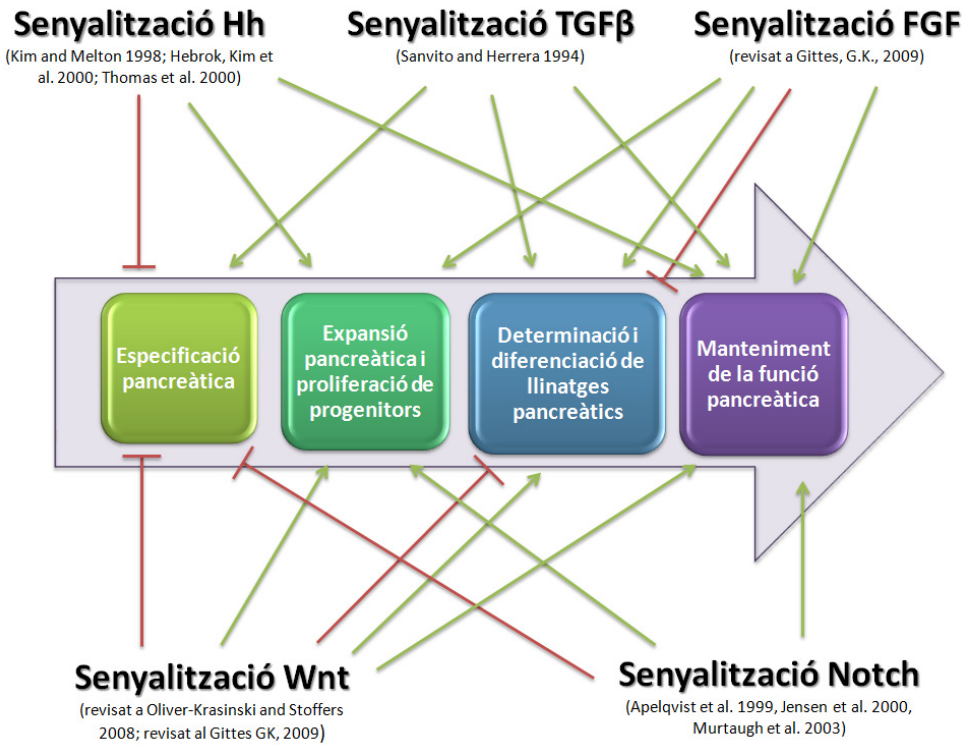 Senyalització Hh
(Kim and Melton 1998; Hebrok, Kim et
al. 2000; Thomas et al. 2000)
Senyalització TGFβ
(Sanvito and Herrera 1994)
Senyalització FGF
(revisat a Gittes, G.K., 2009)
Especificació
pancreàtica
Expansió
pancreàtica i
proliferació de
progenitors
Determinació i
diferenciació de
llinatges
pancreàtics
Manteniment
de la funció
pancreàtica
Senyalització Wnt
(revisat a Oliver-Krasinski and Stoffers
2008; revisat al Gittes GK, 2009)
Senyalització Notch
(Apelqvist et al. 1999, Jensen et al. 2000,
Murtaugh et al. 2003)